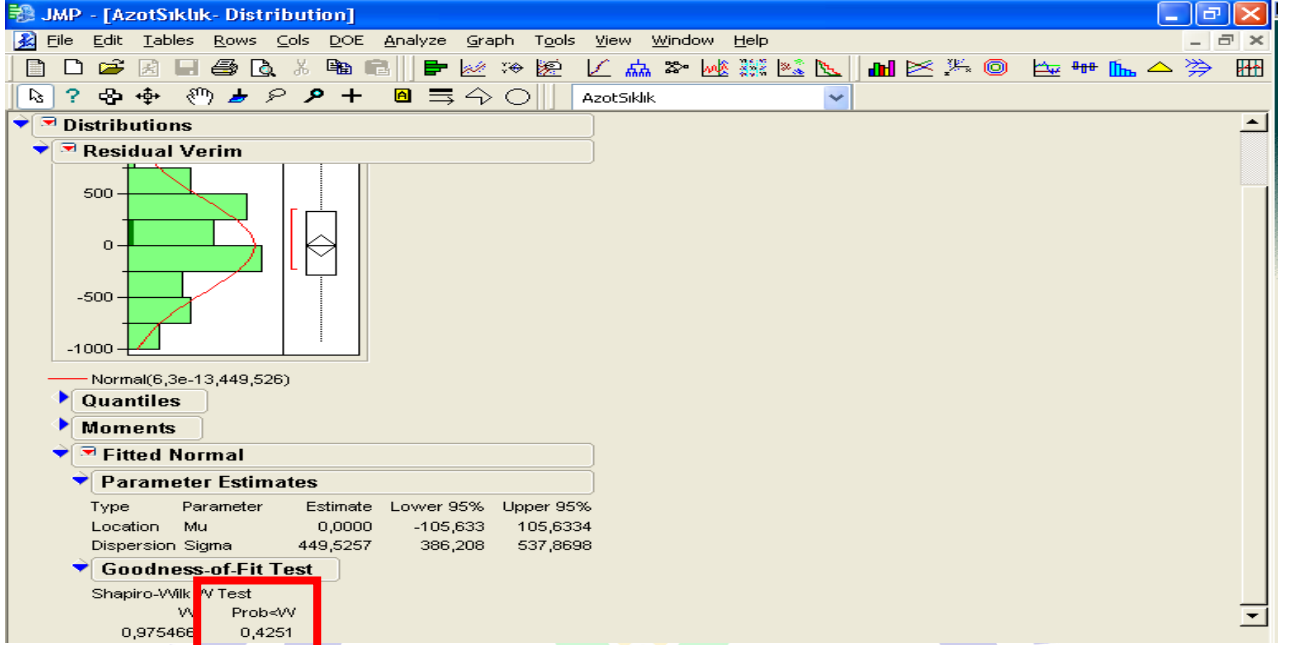 JMP - [AzotSıklık- Distribution]
File Edit Tables Rows Cols DOE Analyze Graph Tools View Window Help
AzotSıklık
Distributions
Residual Verim
500
0
-500
-1000
Normal(6,3e-13,449,526)
Quantiles
Moments
Fitted Normal
Parameter Estimates
Type Parameter Estimate Lower 95% Upper 95%
Location Mu 0,0000 -105,633 105,6334
Dispersion Sigma 449,5257 386,208 537,8698
Goodness-of-Fit Test
Shapiro-Wilk W Test
W Prob<W
0,975466 0,4251